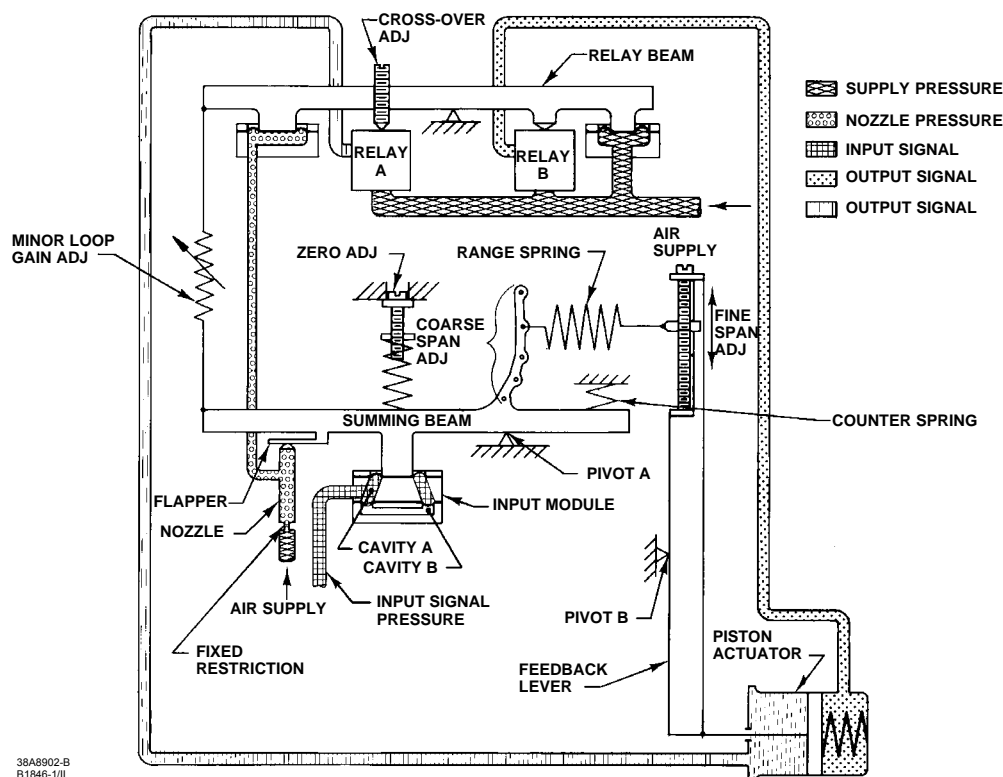 CROSS-OVER
ADJ
RELAY BEAM
SUPPLY PRESSURE
NOZZLE PRESSURE
INPUT SIGNAL
OUTPUT SIGNAL
OUTPUT SIGNAL
RELAY
A
RELAY
B
MINOR LOOP
GAIN ADJ
ZERO ADJ
RANGE SPRING
AIR
SUPPLY
COARSE
SPAN
ADJ
FINE
SPAN
ADJ
SUMMING BEAM
COUNTER SPRING
PIVOT A
FLAPPER
INPUT MODULE
NOZZLE
CAVITY A
CAVITY B
AIR SUPPLY
INPUT SIGNAL
PRESSURE
PIVOT B
PISTON
ACTUATOR
FIXED
RESTRICTION
FEEDBACK
LEVER
38A8902-B
B1846-1/IL